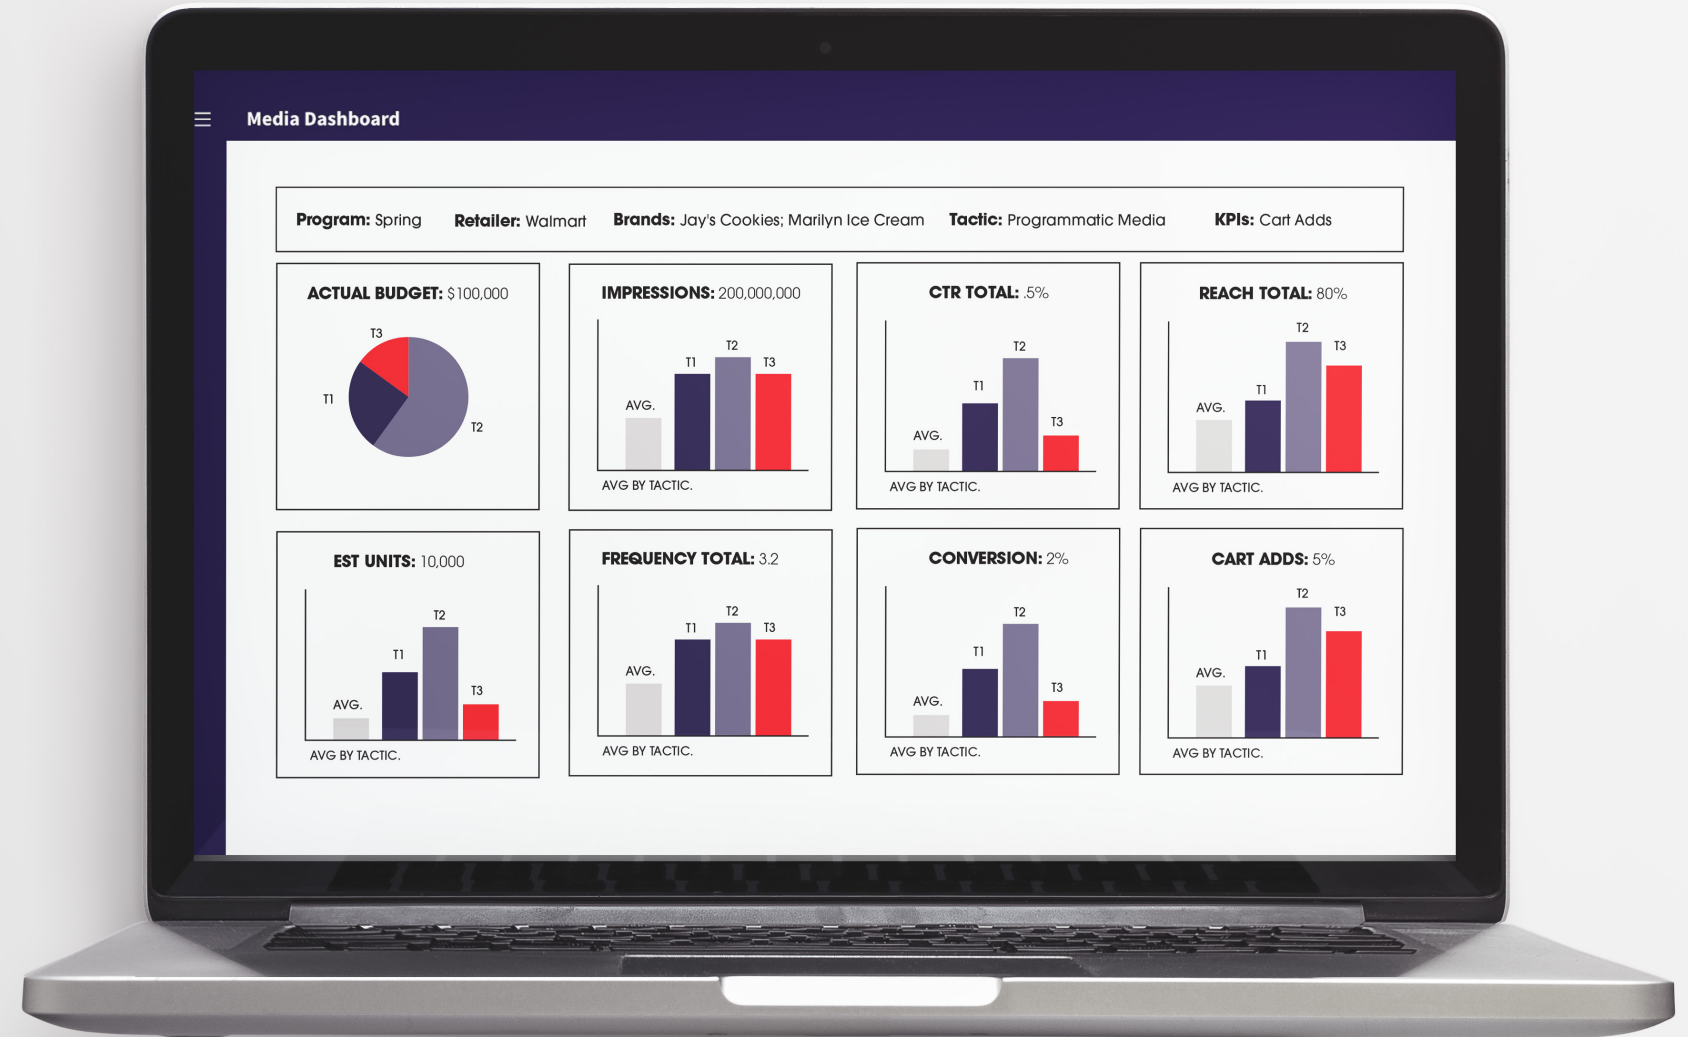 Media Dashboard
Program: Spring Retailer: Walmart Brands: Jay's Cookies; Marilyn Ice Cream Tactic: Programmatic Media KPIs: Cart Adds
ACTUAL BUDGET: $100,000
T3
T1
T2
IMPRESSIONS: 200,000,000
AVG.
T1
T2
T3
AVG BY TACTIC.
CTR TOTAL: .5%
AVG.
T1
T2
T3
AVG BY TACTIC.
REACH TOTAL: 80%
AVG.
T1
T2
T3
AVG BY TACTIC.
EST UNITS: 10,000
AVG.
T1
T2
T3
AVG BY TACTIC.
FREQUENCY TOTAL: 3.2
AVG.
T1
T2
T3
AVG BY TACTIC.
CONVERSION: 2%
AVG.
T1
T2
T3
AVG BY TACTIC.
CART ADDS: 5%
AVG.
T1
T2
T3
AVG BY TACTIC.